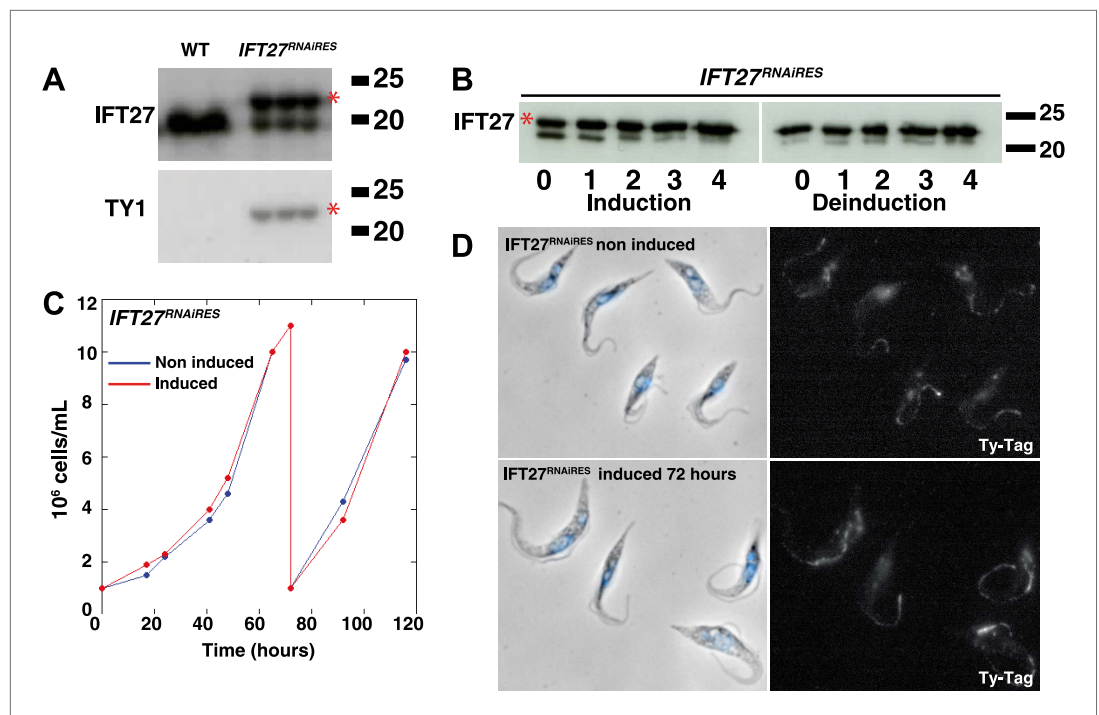 A
WT IFT27RNAiRES
IFT27
25
*
20
TY1
25
*
20
B
IFT27RNAiRES
IFT27 *
25
20
0 1 2 3 4 0 1 2 3 4
Induction Deinduction
C
IFT27RNAiRES
Non induced
Induced
12
10
8
6
4
2
0
10⁶ cells/mL
0 20 40 60 80 100 120
Time (hours)
D
IFT27RNAiRES non induced
Ty-Tag
IFT27RNAiRES induced 72 hours
Ty-Tag